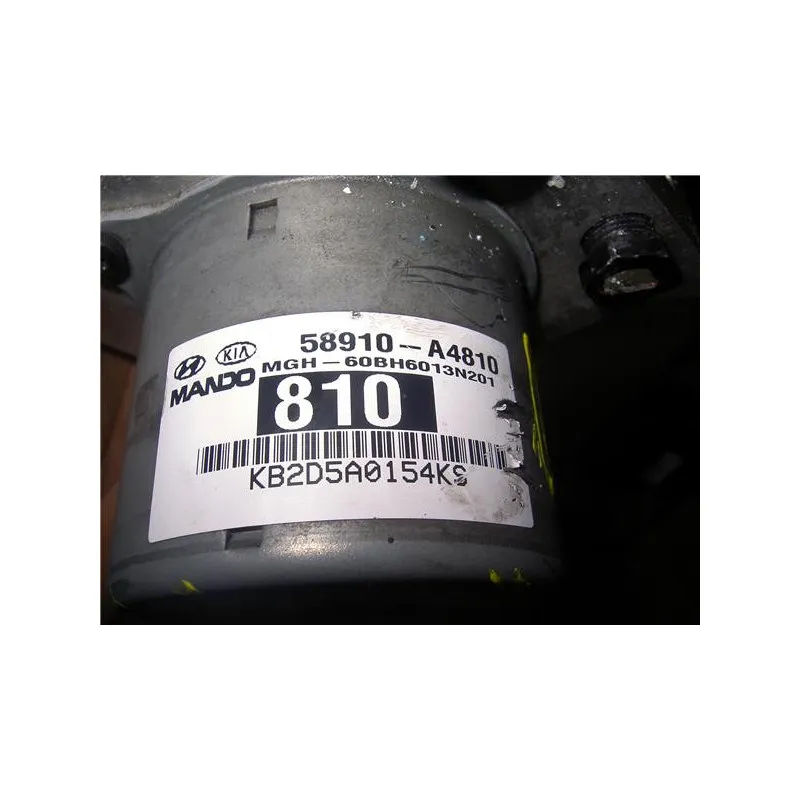 58910-A4810
KIA
MANDO
MGH-60BH6013N201
810
KB2D5A0154KS